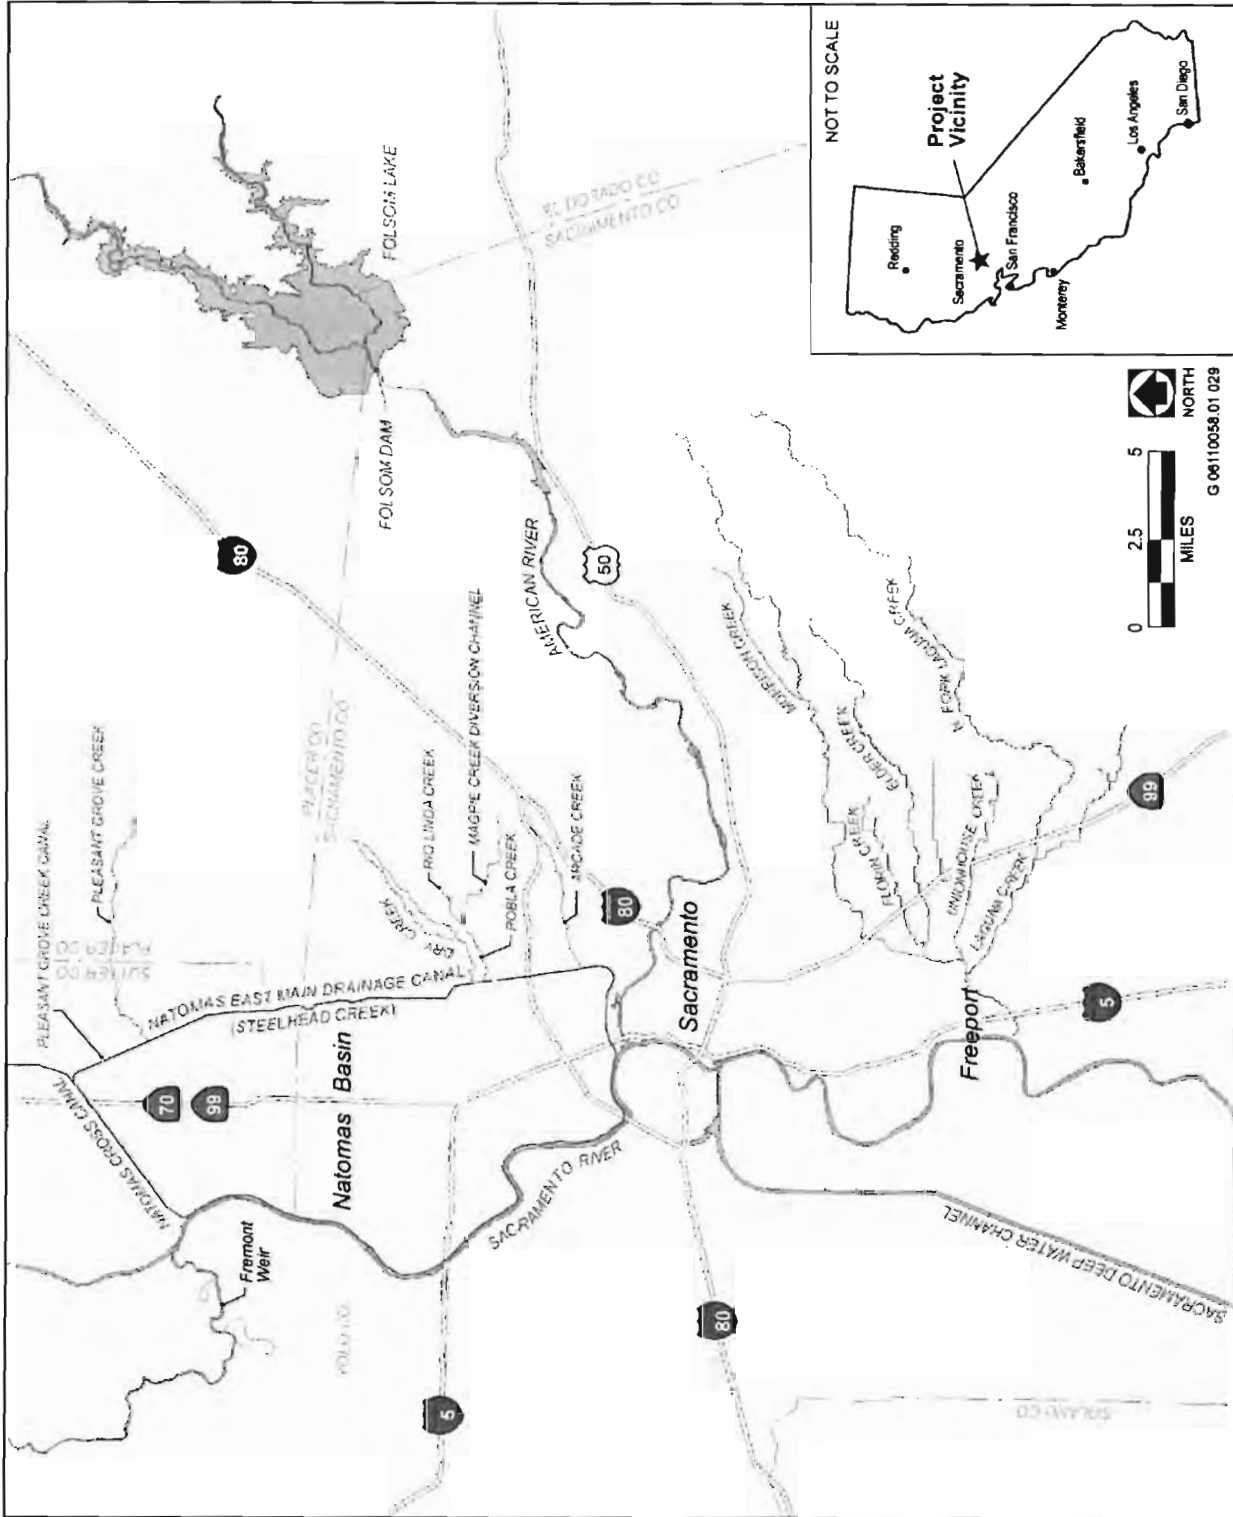 PLEASANT GROVE CREEK CANAL
PLEASANT GROVE CREEK
SUTTER CO
PLACER CO
NATOMAS CROSS CANAL
70
99
NATOMAS EAST MAIN DRAINAGE CANAL
(STEELHEAD CREEK)
Natomas Basin
Fremont
Weir
YOLO CO
PLACER CO
SACRAMENTO CO
DRY CREEK
RIO LINDA CREEK
MAGPIE CREEK DIVERSION CHANNEL
ROBLA CREEK
ARCADE CREEK
80
FOLSOM DAM
FOLSOM LAKE
EL DORADO CO
SACRAMENTO CO
AMERICAN RIVER
50
SACRAMENTO RIVER
5
80
Sacramento
80
MORRISON CREEK
ELDER CREEK
FLORIN CREEK
UNIONHOUSE CREEK
N FORK LAGUNA CREEK
LAGUNA CREEK
99
Freeport
5
SACRAMENTO DEEP WATER CHANNEL
SOLANO CO
0
2.5
5
MILES
NORTH
G 06110058.01 029
NOT TO SCALE
Project
Vicinity
Redding
Sacramento
San Francisco
Monterey
Bakersfield
Los Angeles
San Diego